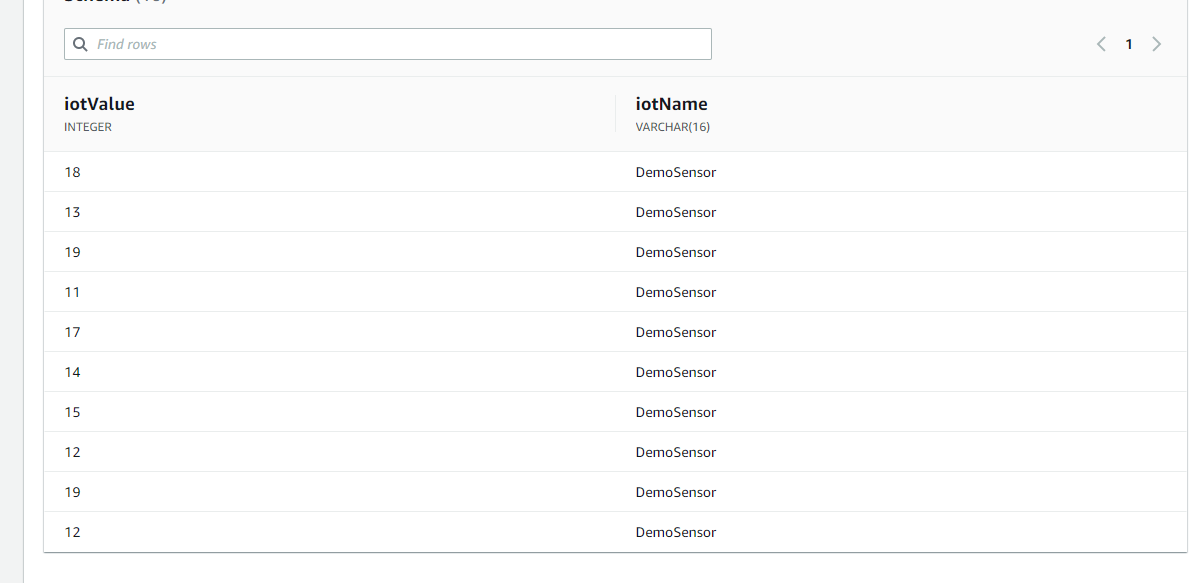 Find rows
1
iotValue iotName
INTEGER VARCHAR(16)
18 DemoSensor
13 DemoSensor
19 DemoSensor
11 DemoSensor
17 DemoSensor
14 DemoSensor
15 DemoSensor
12 DemoSensor
19 DemoSensor
12 DemoSensor